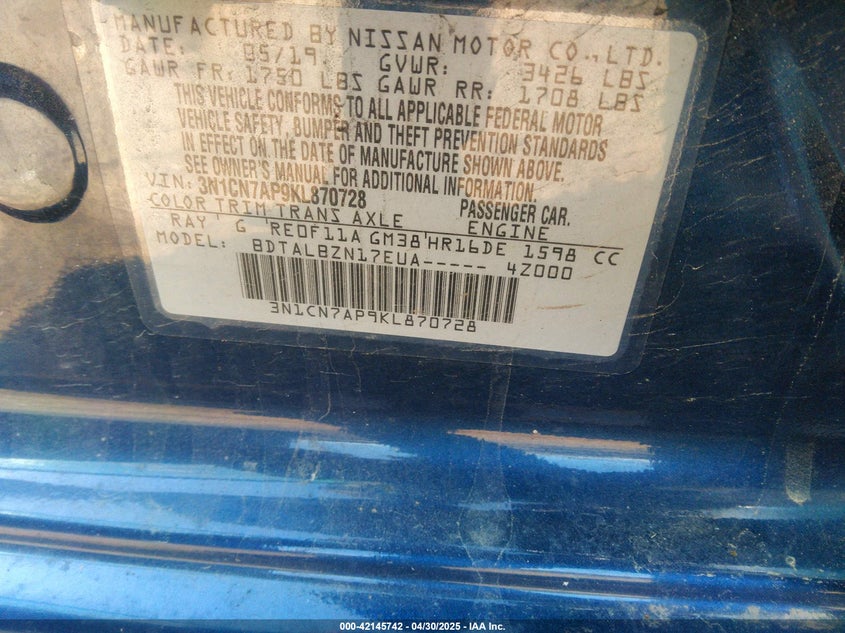 MANUFACTURED BY NISSAN MOTOR CO., LTD.
DATE: 05/19 GVWR: 3426 LBS
GAWR FR: 1750 LBS GAWR RR: 1708 LBS
THIS VEHICLE CONFORMS TO ALL APPLICABLE FEDERAL MOTOR
VEHICLE SAFETY, BUMPER AND THEFT PREVENTION STANDARDS
IN EFFECT ON THE DATE OF MANUFACTURE SHOWN ABOVE.
SEE OWNER'S MANUAL FOR ADDITIONAL INFORMATION.
VIN: 3N1CN7AP9KL870728 PASSENGER CAR.
COLOR TRIM TRANS AXLE ENGINE
RAY G RE0F11A GM38 HR16DE 1598 CC
MODEL: BDTALBZN17EUA----- 4Z000
3N1CN7AP9KL870728
000-42145742 / 04/30/2025 - IAA Inc.